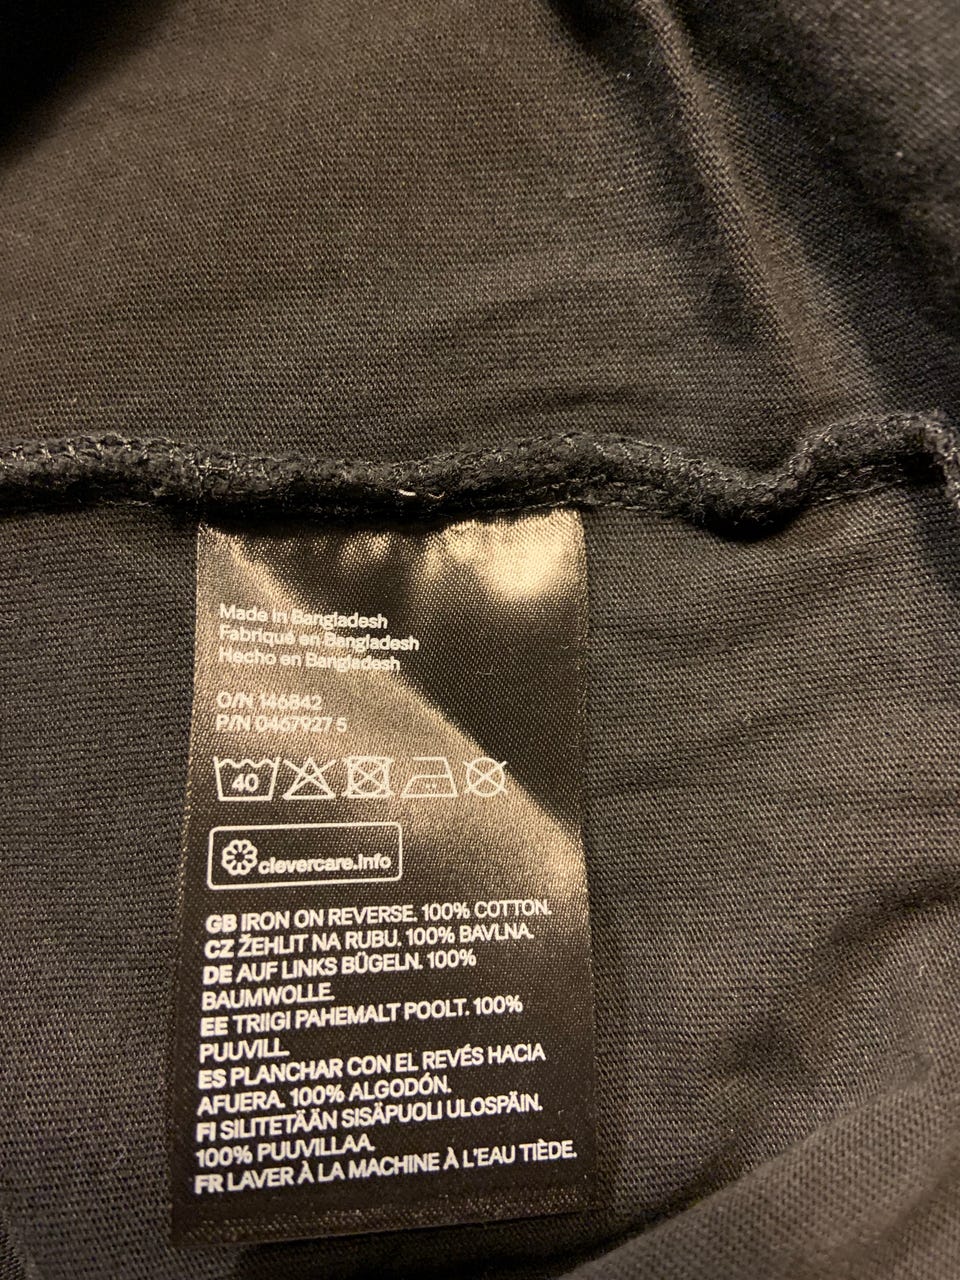 Made in Bangladesh
Fabriqué en Bangladesh
Hecho en Bangladesh
O/N 146842
P/N 0467927 5
40
clevercare.info
GB IRON ON REVERSE. 100% COTTON.
CZ ŽEHLIT NA RUBU. 100% BAVLNA.
DE AUF LINKS BÜGELN. 100%
BAUMWOLLE.
EE TRIIGI PAHEMALT POOLT. 100%
PUUVILL.
ES PLANCHAR CON EL REVÉS HACIA
AFUERA. 100% ALGODÓN.
FI SILITETÄÄN SISÄPUOLI ULOSPÄIN.
100% PUUVILLAA.
FR LAVER À LA MACHINE À L'EAU TIÈDE.